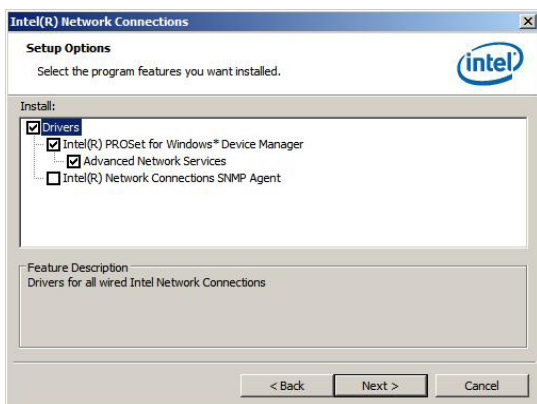 Intel(R) Network Connections
Setup Options
Select the program features you want installed.
intel
Install:
Drivers
Intel(R) PROSet for Windows* Device Manager
Advanced Network Services
Intel(R) Network Connections SNMP Agent
Feature Description
Drivers for all wired Intel Network Connections
< Back
Next >
Cancel